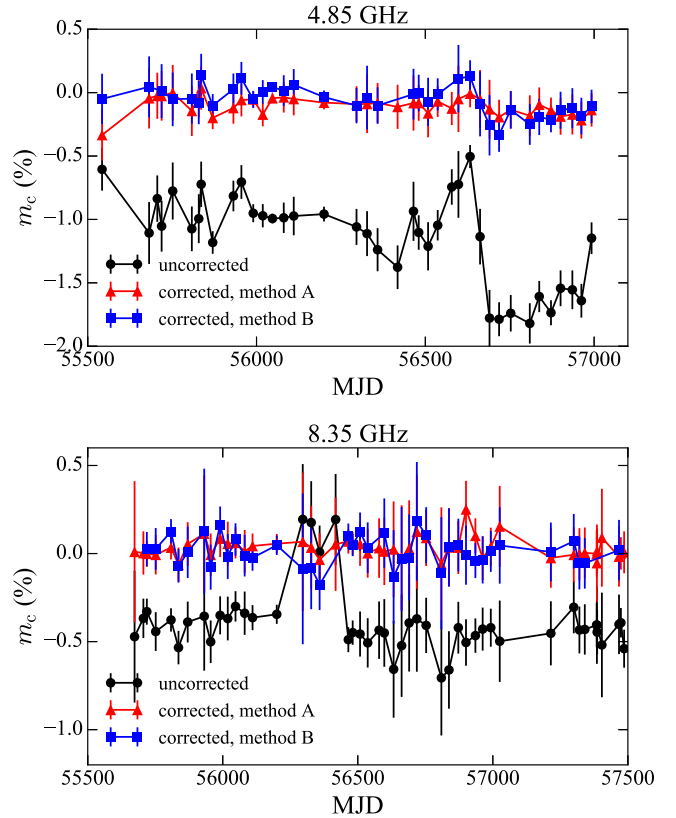 4.85 GHz
0.5
0.0
−0.5
−1.0
−1.5
−2.0
m_c (%)
uncorrected
corrected, method A
corrected, method B
55500 56000 56500 57000
MJD
8.35 GHz
0.5
0.0
−0.5
−1.0
m_c (%)
uncorrected
corrected, method A
corrected, method B
55500 56000 56500 57000 57500
MJD